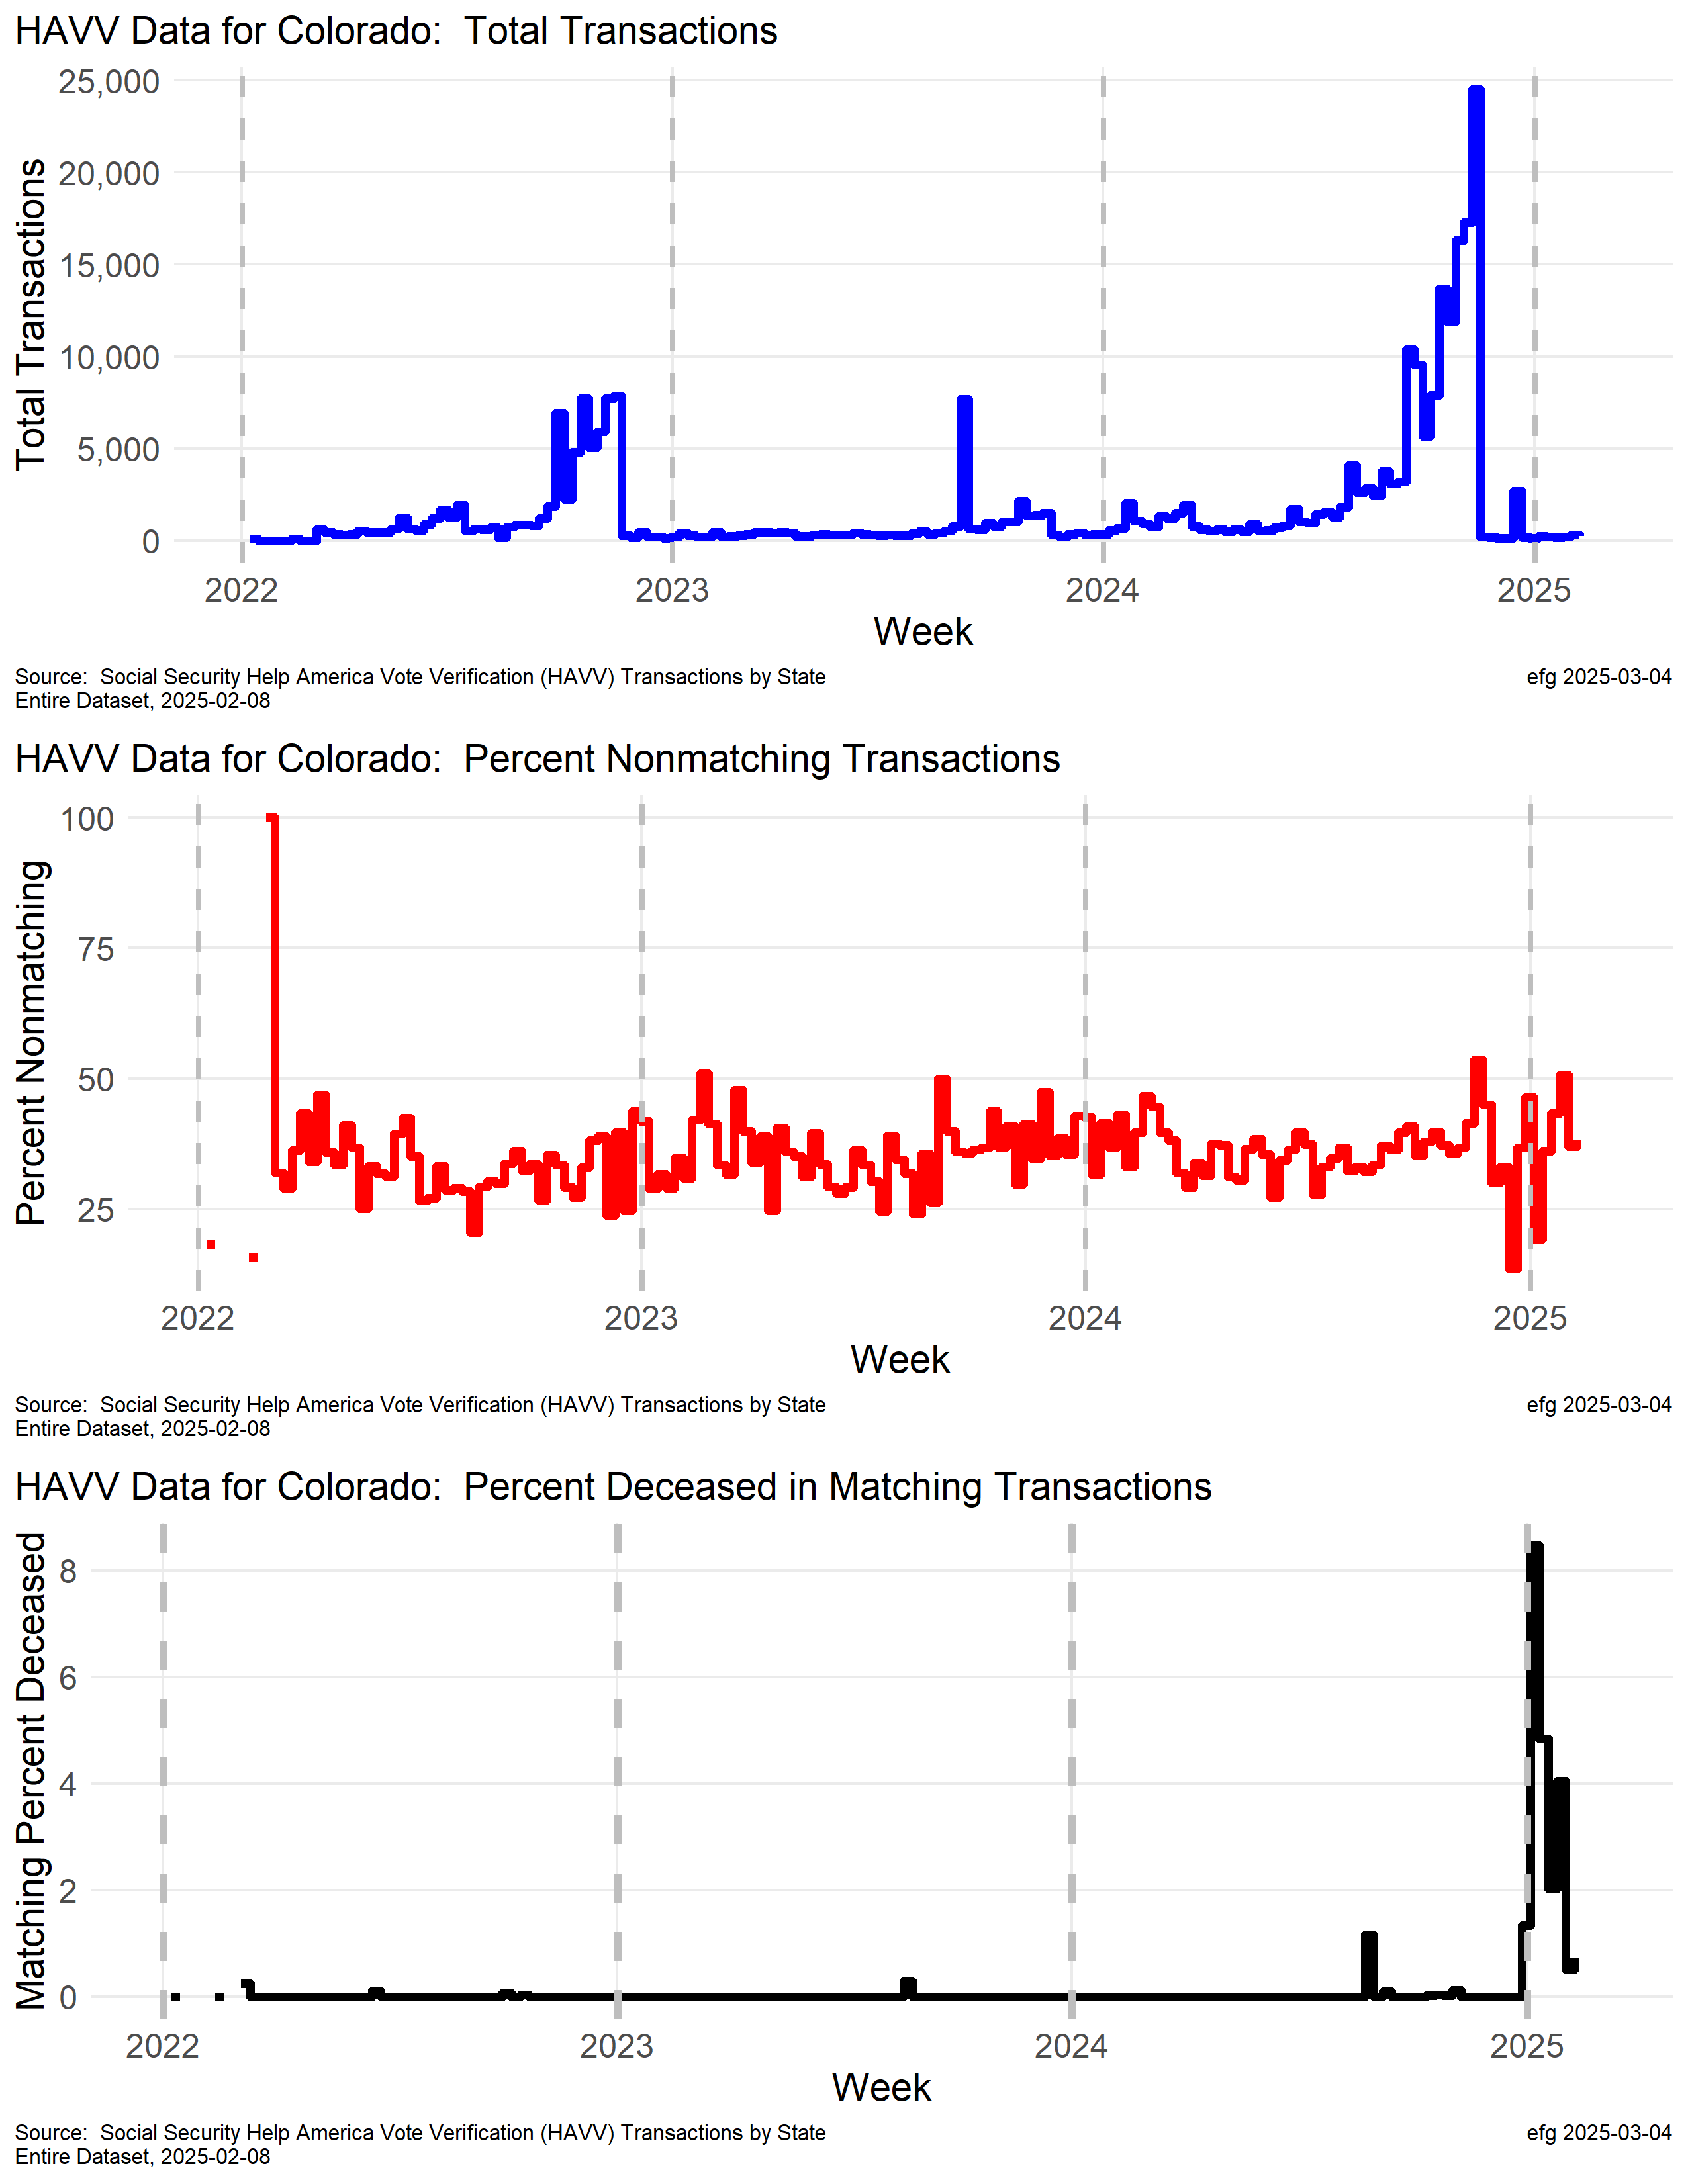 HAVV Data for Colorado:  Total Transactions
Total Transactions
25,000
20,000
15,000
10,000
5,000
0
2022
2023
2024
2025
Week
Source:  Social Security Help America Vote Verification (HAVV) Transactions by State
Entire Dataset, 2025-02-08
efg 2025-03-04
HAVV Data for Colorado:  Percent Nonmatching Transactions
Percent Nonmatching
100
75
50
25
2022
2023
2024
2025
Week
Source:  Social Security Help America Vote Verification (HAVV) Transactions by State
Entire Dataset, 2025-02-08
efg 2025-03-04
HAVV Data for Colorado:  Percent Deceased in Matching Transactions
Matching Percent Deceased
8
6
4
2
0
2022
2023
2024
2025
Week
Source:  Social Security Help America Vote Verification (HAVV) Transactions by State
Entire Dataset, 2025-02-08
efg 2025-03-04